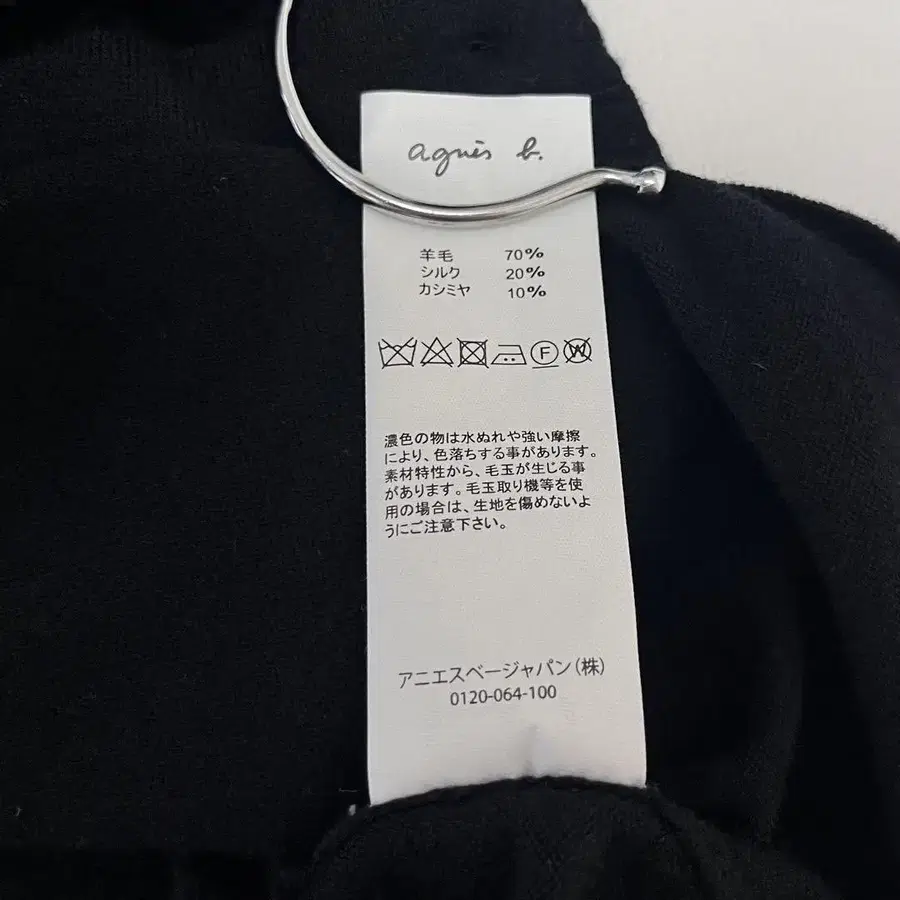 agnès b.
羊毛 70%
シルク 20%
カシミヤ 10%
F W
濃色の物は水ぬれや強い摩擦
により、色落ちする事があります。
素材特性から、毛玉が生じる事
があります。毛玉取り機等を使
用の場合は、生地を傷めないよ
うにご注意下さい。
アニエスベージャパン(株)
0120-064-100